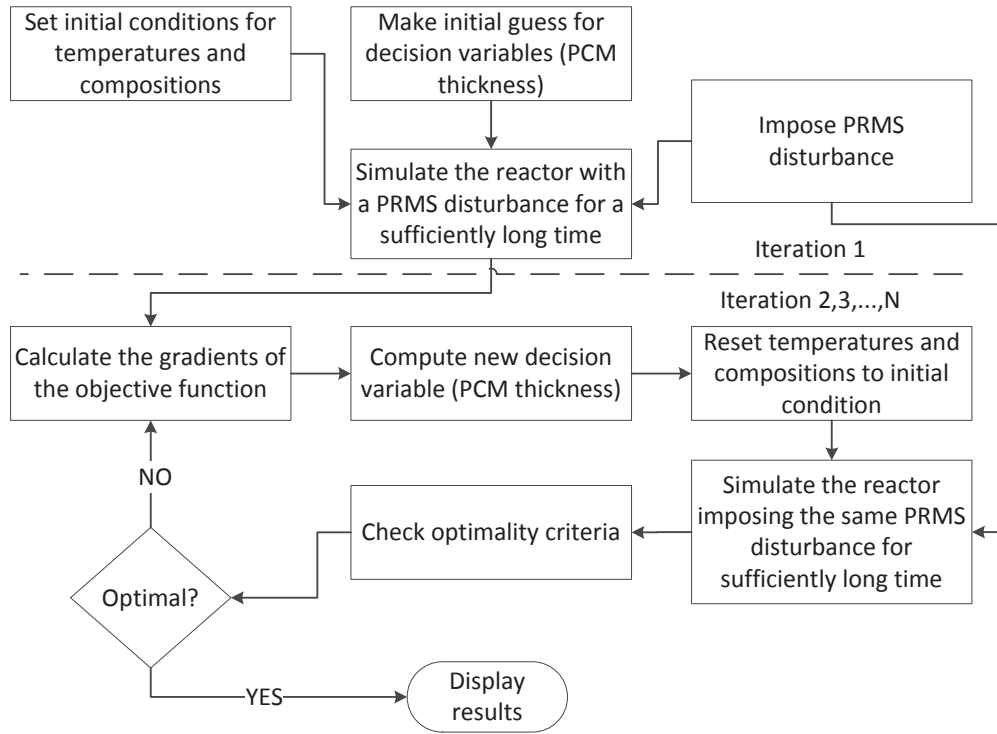 Set initial conditions for
temperatures and
compositions
Make initial guess for
decision variables (PCM
thickness)
Impose PRMS
disturbance
Simulate the reactor with
a PRMS disturbance for a
sufficiently long time
Iteration 1
Iteration 2,3,...,N
Calculate the gradients of
the objective function
Compute new decision
variable (PCM thickness)
Reset temperatures and
compositions to initial
condition
NO
Simulate the reactor
imposing the same PRMS
disturbance for
sufficiently long time
Check optimality criteria
Optimal?
YES
Display
results